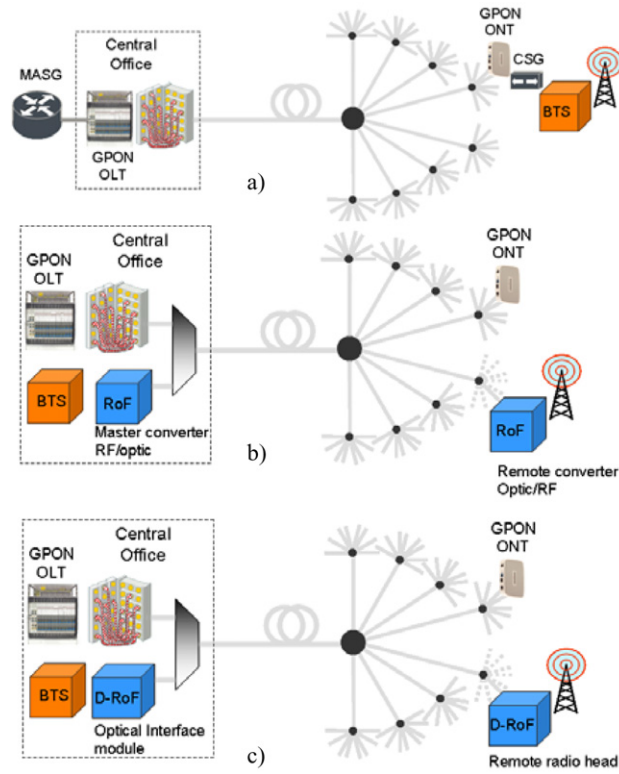 MASG
Central
Office
GPON
OLT
GPON
ONT
CSG
BTS
a)
GPON
OLT
Central
Office
BTS
RoF
Master converter
RF/optic
b)
GPON
ONT
RoF
Remote converter
Optic/RF
GPON
OLT
Central
Office
BTS
D-RoF
Optical Interface
module
c)
GPON
ONT
D-RoF
Remote radio head